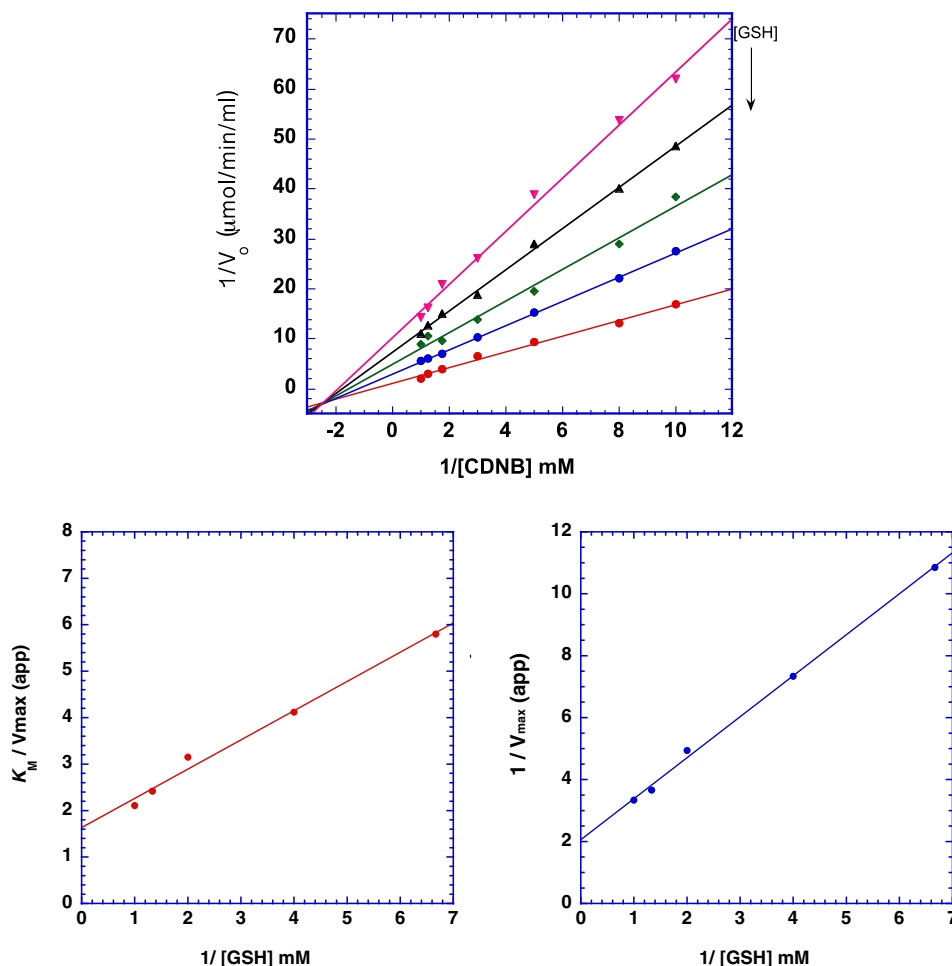 70
60
50
40
30
20
10
0
1/V₀ (μmol/min/ml)
[GSH]
-2 0 2 4 6 8 10 12
1/[CDNB] mM
8
7
6
5
4
3
2
1
0
K_M / Vmax (app)
0 1 2 3 4 5 6 7
1/ [GSH] mM
12
10
8
6
4
2
0
1 / V_max (app)
0 1 2 3 4 5 6 7
1/ [GSH] mM